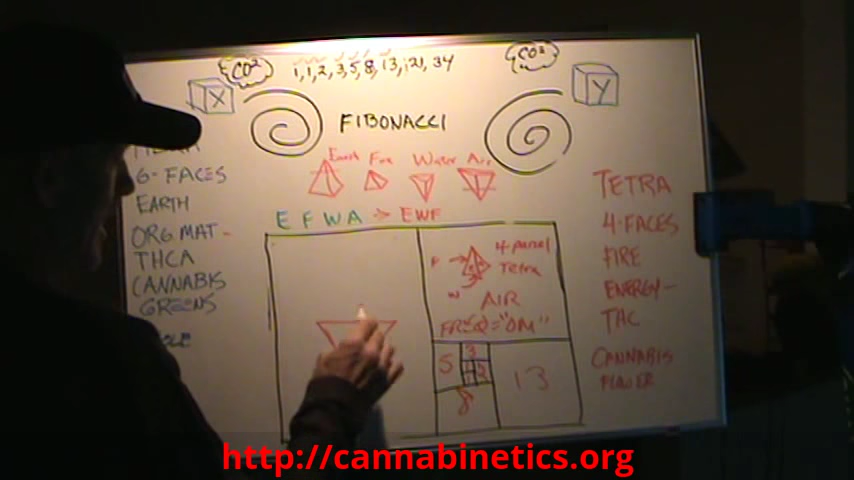 CO²
1,1,2,3,5,8,13,21,34
CO²
X
Y
FIBONACCI
Earth Fire Water Air
E F W A > EWF
6-FACES
EARTH
ORG MAT -
THCA
CANNABIS
GREENS
TETRA
4-FACES
FIRE
ENERGY-
THC
CANNABIS
4-panel
Tetra
F
W
AIR
FREQ="OM"
5
3
2
1
1
13
8
http://cannabinetics.org